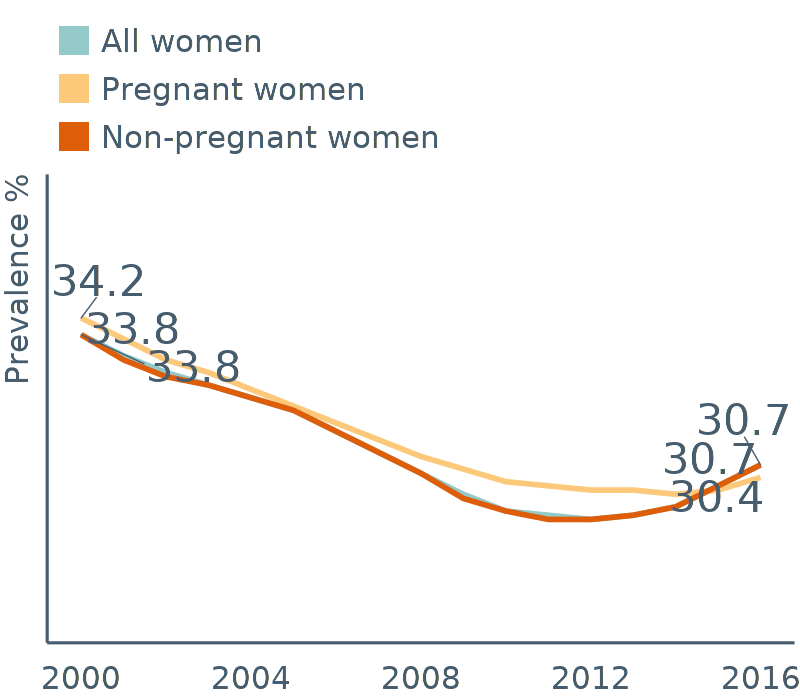 All women
Pregnant women
Non-pregnant women
Prevalence %
34.2
33.8
33.8
30.7
30.7
30.4
2000 2004 2008 2012 2016